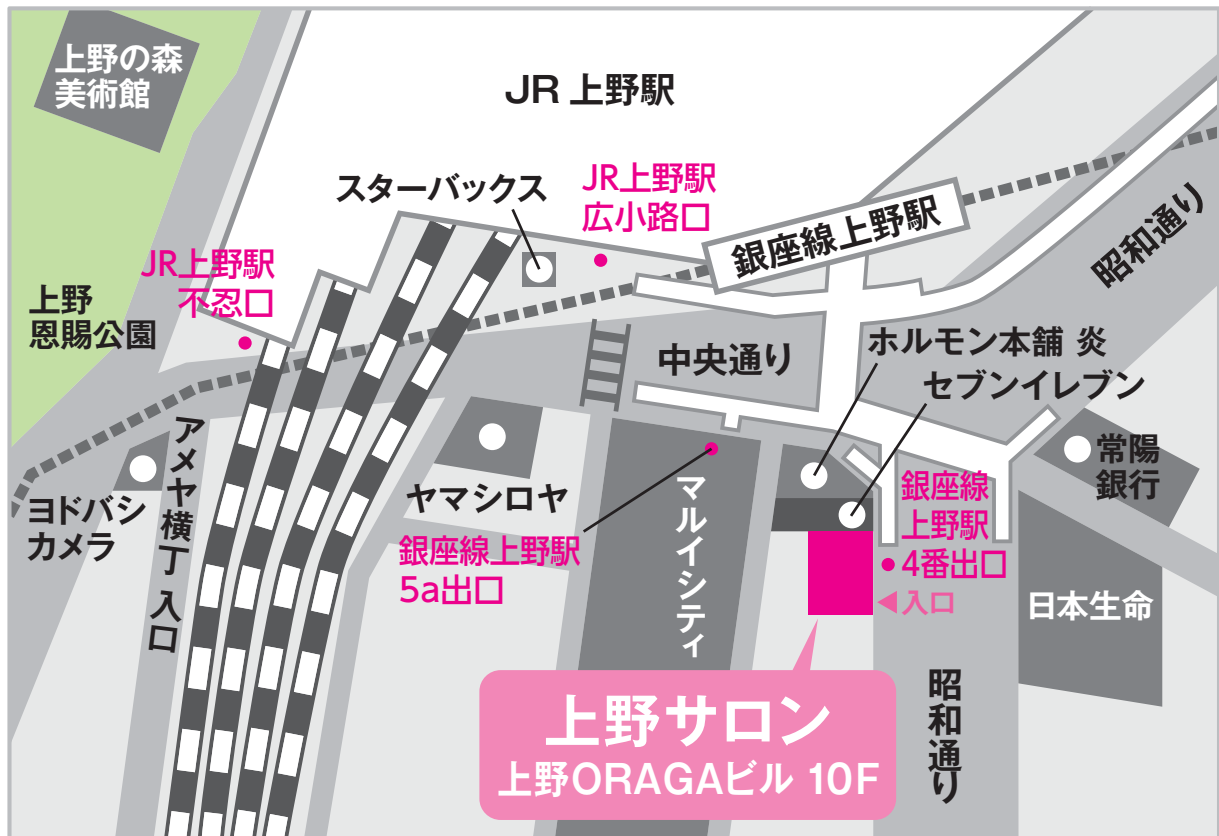 上野の森
美術館
JR 上野駅
スターバックス
JR上野駅
広小路口
銀座線上野駅
昭和通り
JR上野駅
不忍口
上野
恩賜公園
中央通り
ホルモン本舗 炎
セブンイレブン
アメヤ横丁 入口
ヨドバシ
カメラ
ヤマシロヤ
銀座線上野駅
5a出口
マルイシティ
銀座線
上野駅
4番出口
入口
常陽
銀行
日本生命
昭和通り
上野サロン
上野ORAGAビル 10F